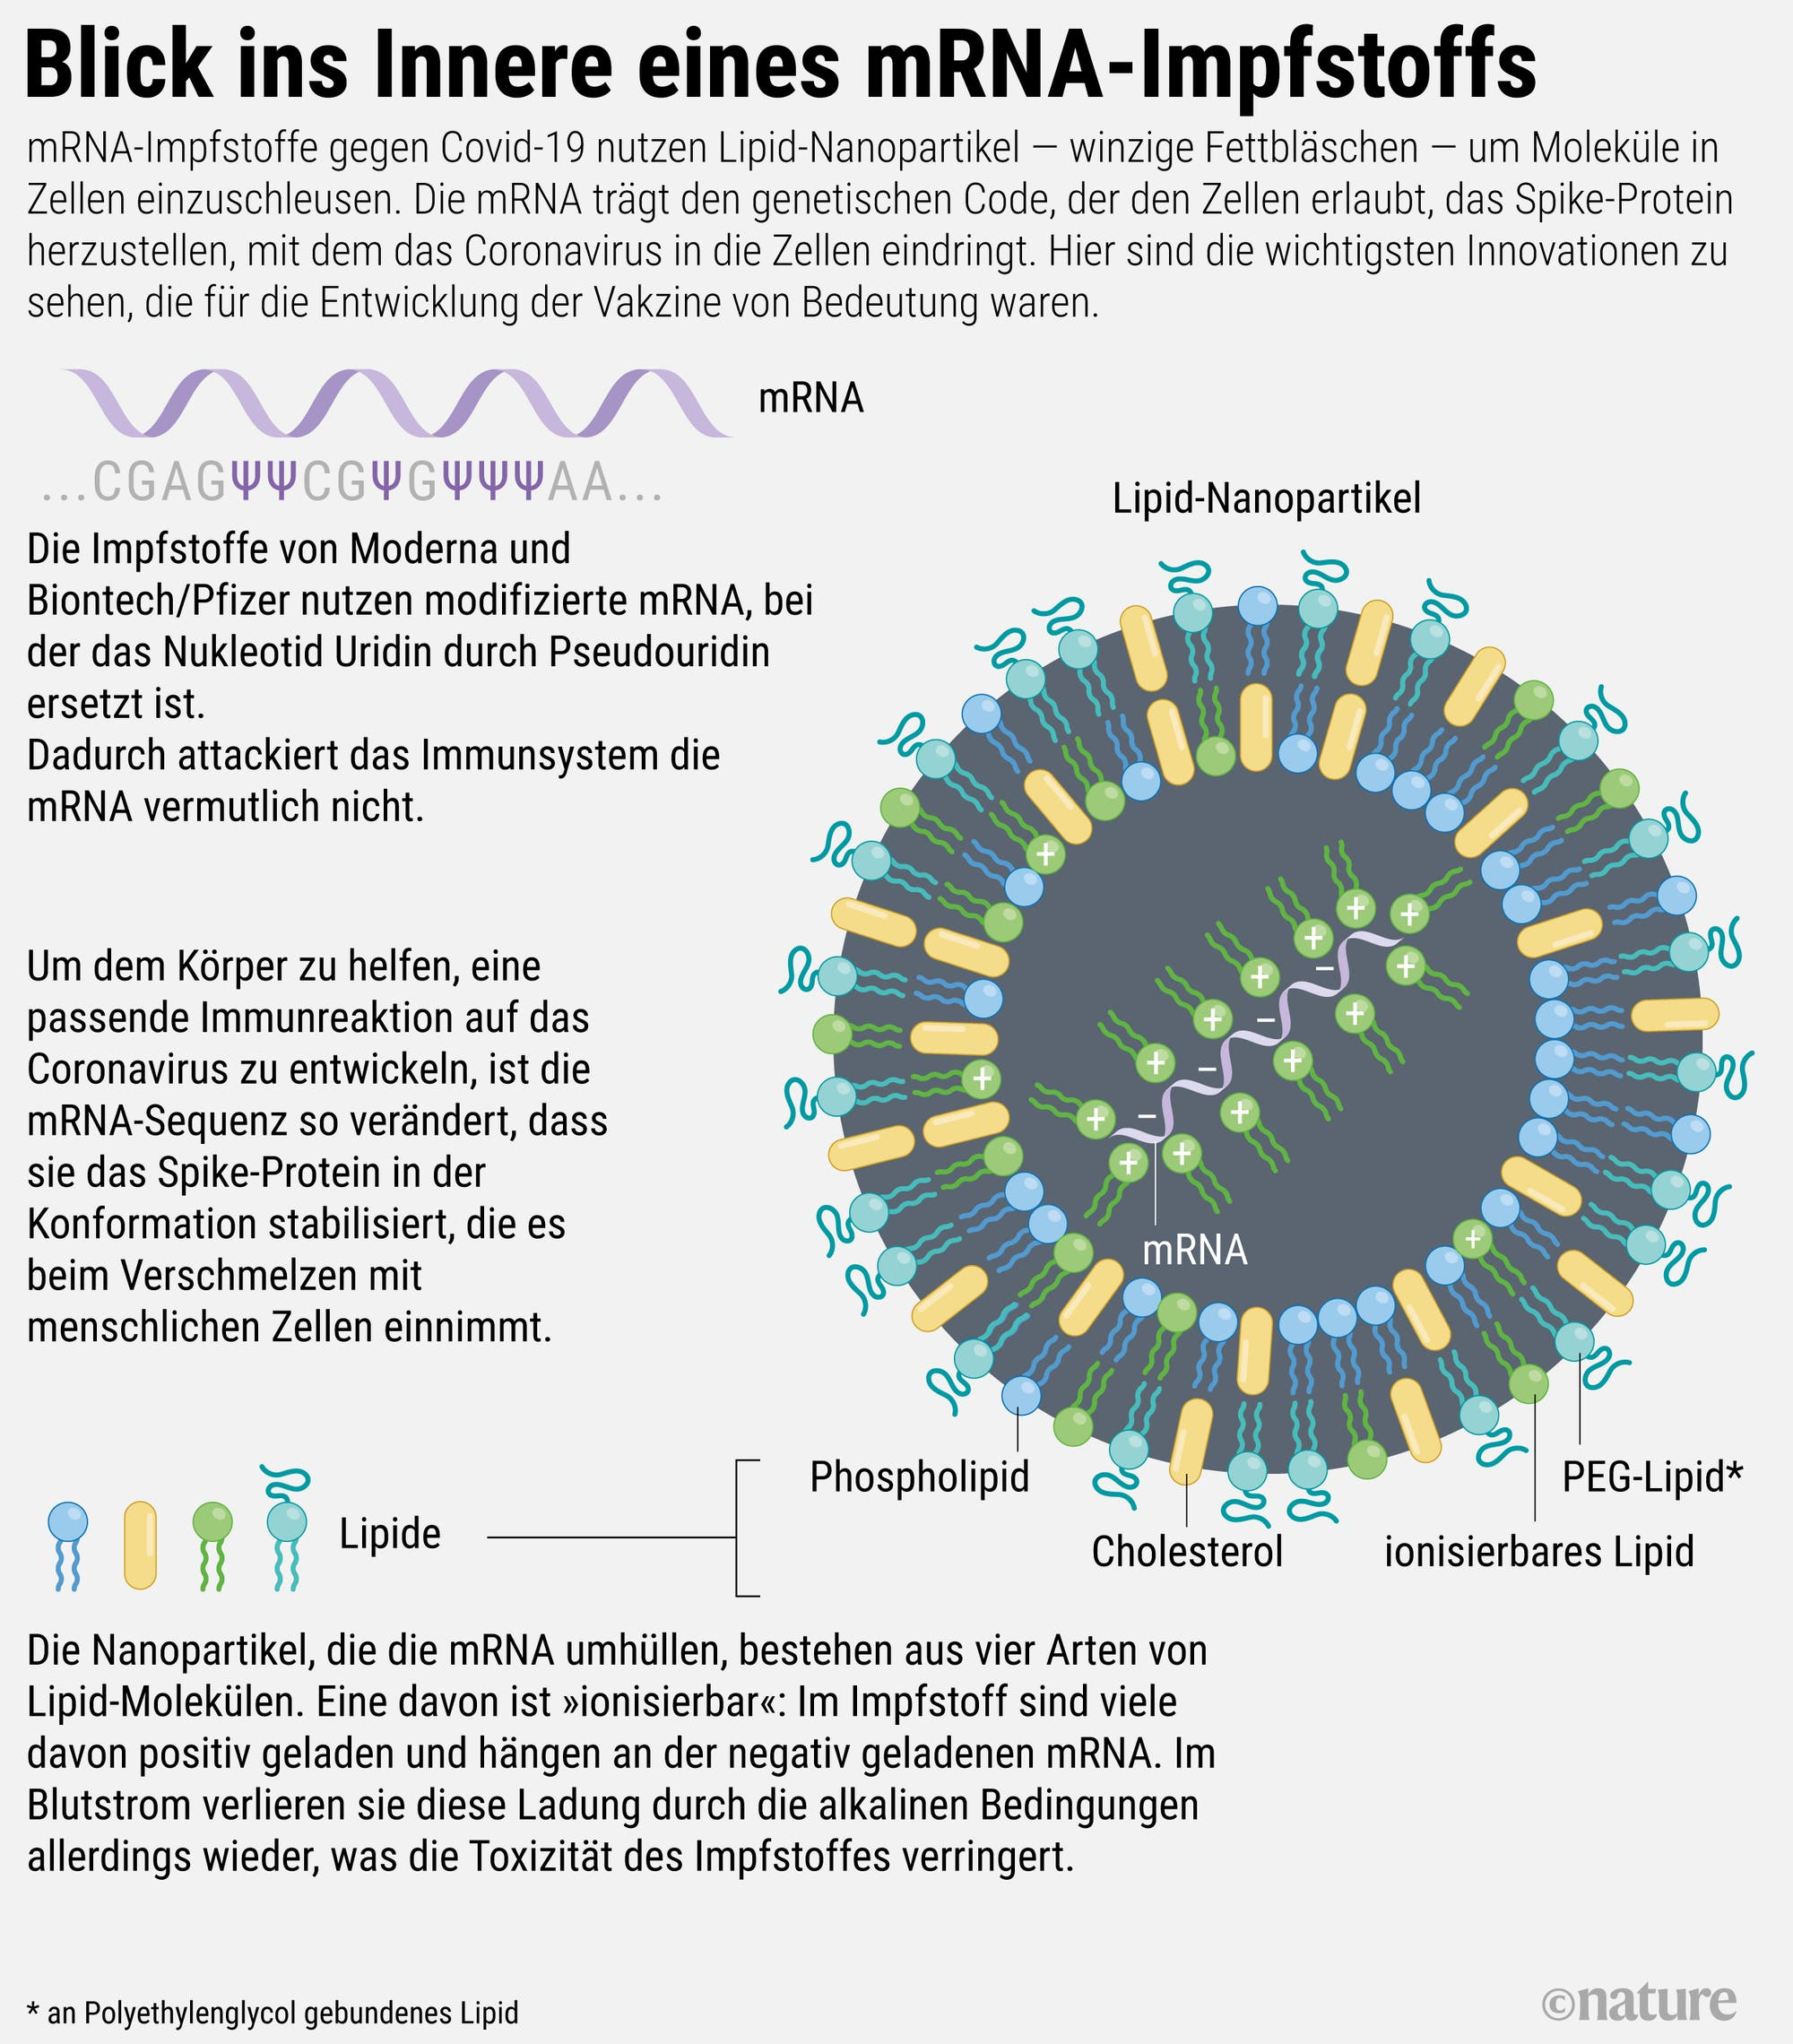 Blick ins Innere eines mRNA-Impfstoffs
mRNA-Impfstoffe gegen Covid-19 nutzen Lipid-Nanopartikel – winzige Fettbläschen – um Moleküle in
Zellen einzuschleusen. Die mRNA trägt den genetischen Code, der den Zellen erlaubt, das Spike-Protein
herzustellen, mit dem das Coronavirus in die Zellen eindringt. Hier sind die wichtigsten Innovationen zu
sehen, die für die Entwicklung der Vakzine von Bedeutung waren.
mRNA
...CGAGΨΨCGΨGΨΨΨAA...
Die Impfstoffe von Moderna und
Biontech/Pfizer nutzen modifizierte mRNA, bei
der das Nukleotid Uridin durch Pseudouridin
ersetzt ist.
Dadurch attackiert das Immunsystem die
mRNA vermutlich nicht.
Um dem Körper zu helfen, eine
passende Immunreaktion auf das
Coronavirus zu entwickeln, ist die
mRNA-Sequenz so verändert, dass
sie das Spike-Protein in der
Konformation stabilisiert, die es
beim Verschmelzen mit
menschlichen Zellen einnimmt.
Lipid-Nanopartikel
mRNA
Phospholipid
Cholesterol
ionisierbares Lipid
PEG-Lipid*
Lipide
Die Nanopartikel, die die mRNA umhüllen, bestehen aus vier Arten von
Lipid-Molekülen. Eine davon ist »ionisierbar«: Im Impfstoff sind viele
davon positiv geladen und hängen an der negativ geladenen mRNA. Im
Blutstrom verlieren sie diese Ladung durch die alkalinen Bedingungen
allerdings wieder, was die Toxizität des Impfstoffes verringert.
* an Polyethylenglycol gebundenes Lipid
©nature